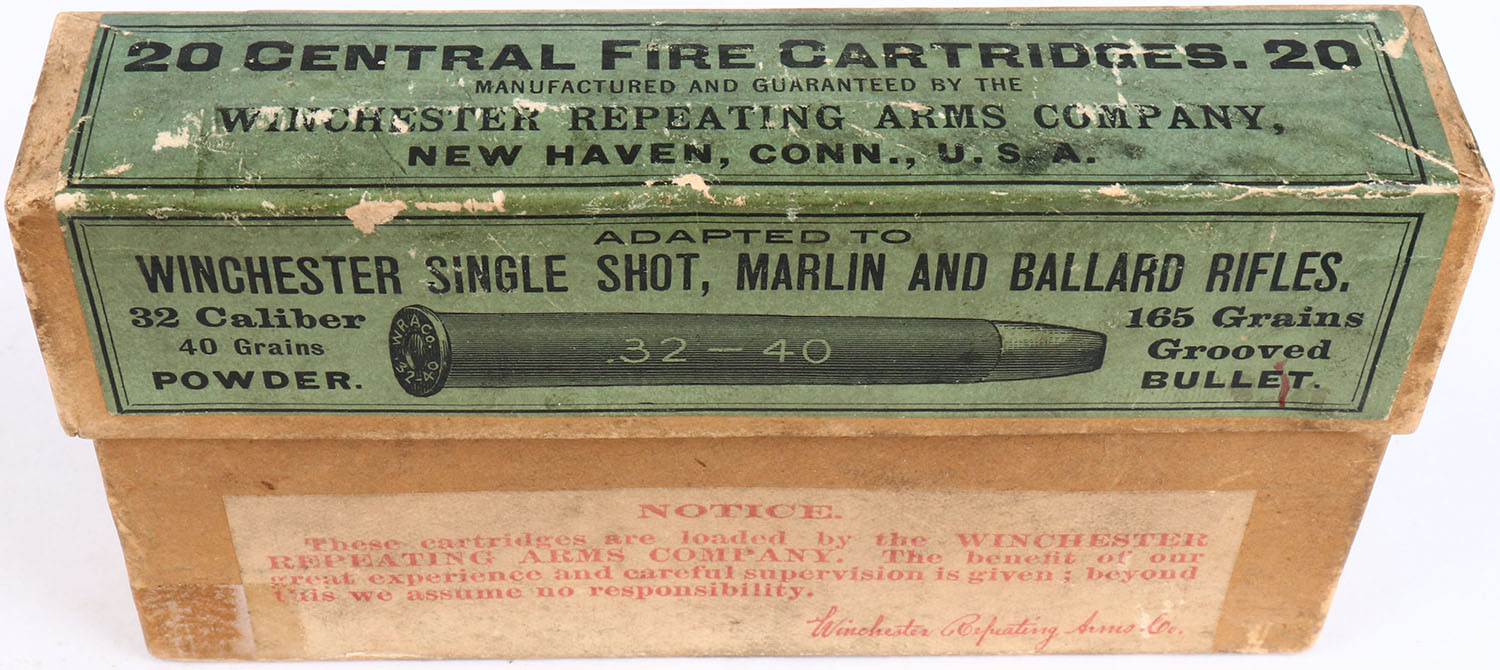 20 CENTRAL FIRE CARTRIDGES. 20
MANUFACTURED AND GUARANTEED BY THE
WINCHESTER REPEATING ARMS COMPANY,
NEW HAVEN, CONN., U. S. A.
ADAPTED TO
WINCHESTER SINGLE SHOT, MARLIN AND BALLARD RIFLES.
32 Caliber
40 Grains
POWDER.
W.R.A.Co.
32-40
.32-40
165 Grains
Grooved
BULLET.
NOTICE.
These cartridges are loaded by the WINCHESTER
REPEATING ARMS COMPANY. The benefit of our
great experience and careful supervision is given; beyond
this we assume no responsibility.
Winchester Repeating Arms Co.